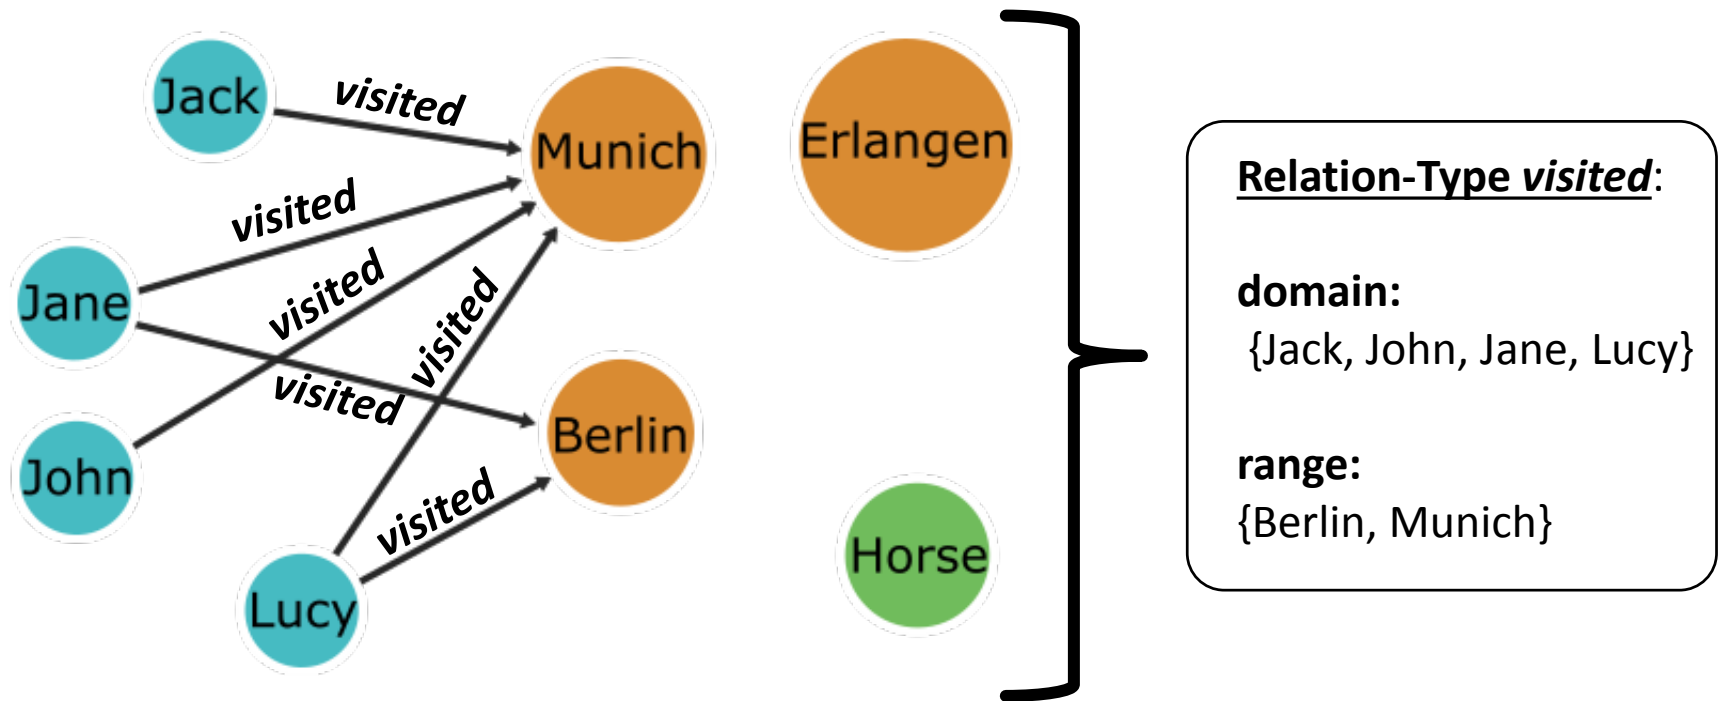 Jack
visited
Munich
Erlangen
visited
Jane
visited
visited
visited
Berlin
John
visited
Horse
Lucy
Relation-Type visited:
domain:
{Jack, John, Jane, Lucy}
range:
{Berlin, Munich}